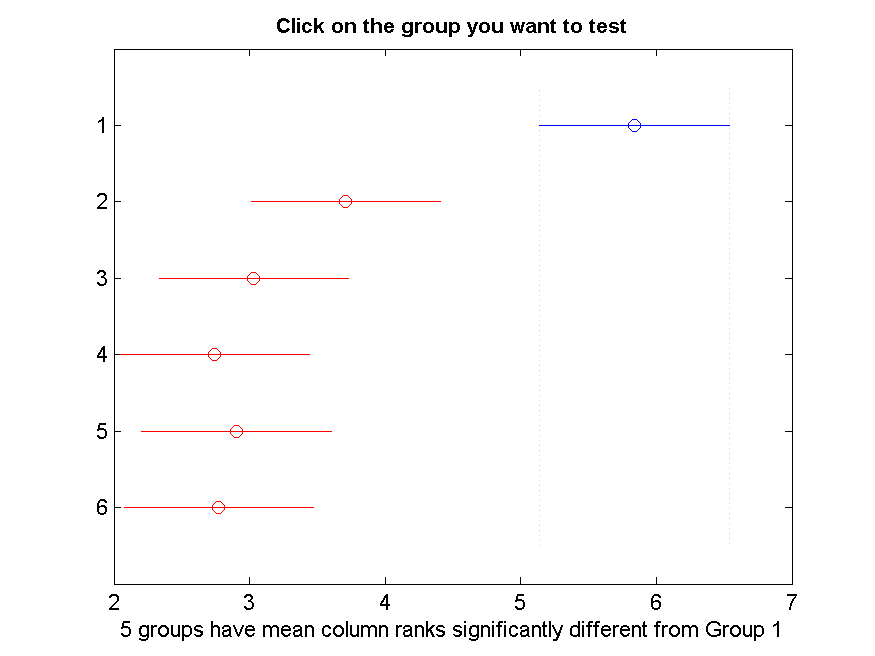 Click on the group you want to test
1
2
3
4
5
6
2 3 4 5 6 7
5 groups have mean column ranks significantly different from Group 1